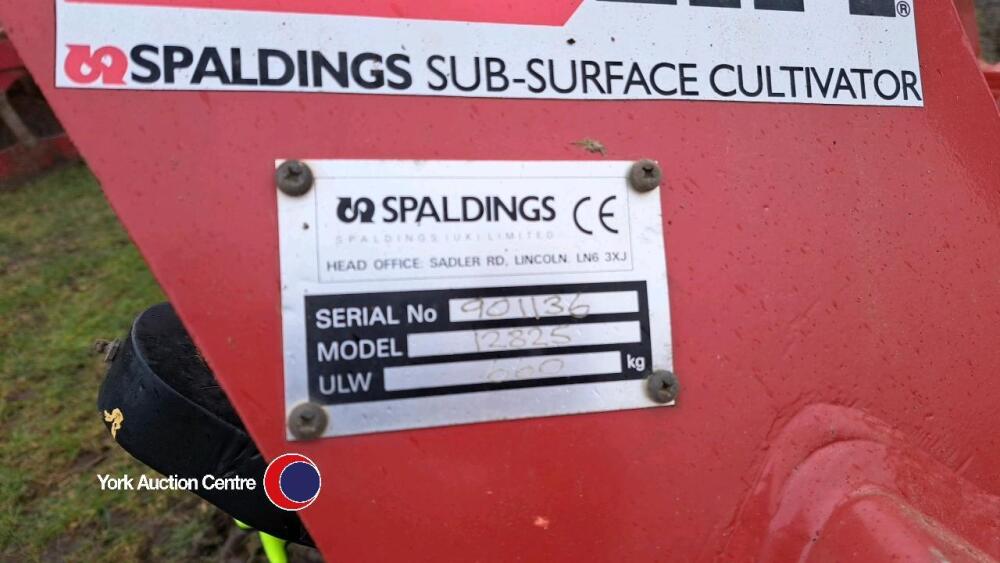 ®
SPALDINGS SUB-SURFACE CULTIVATOR
SPALDINGS CE
SPALDINGS (UK) LIMITED
HEAD OFFICE: SADLER RD, LINCOLN. LN6 3XJ
SERIAL No 901136
MODEL 12825
ULW 660 kg
York Auction Centre